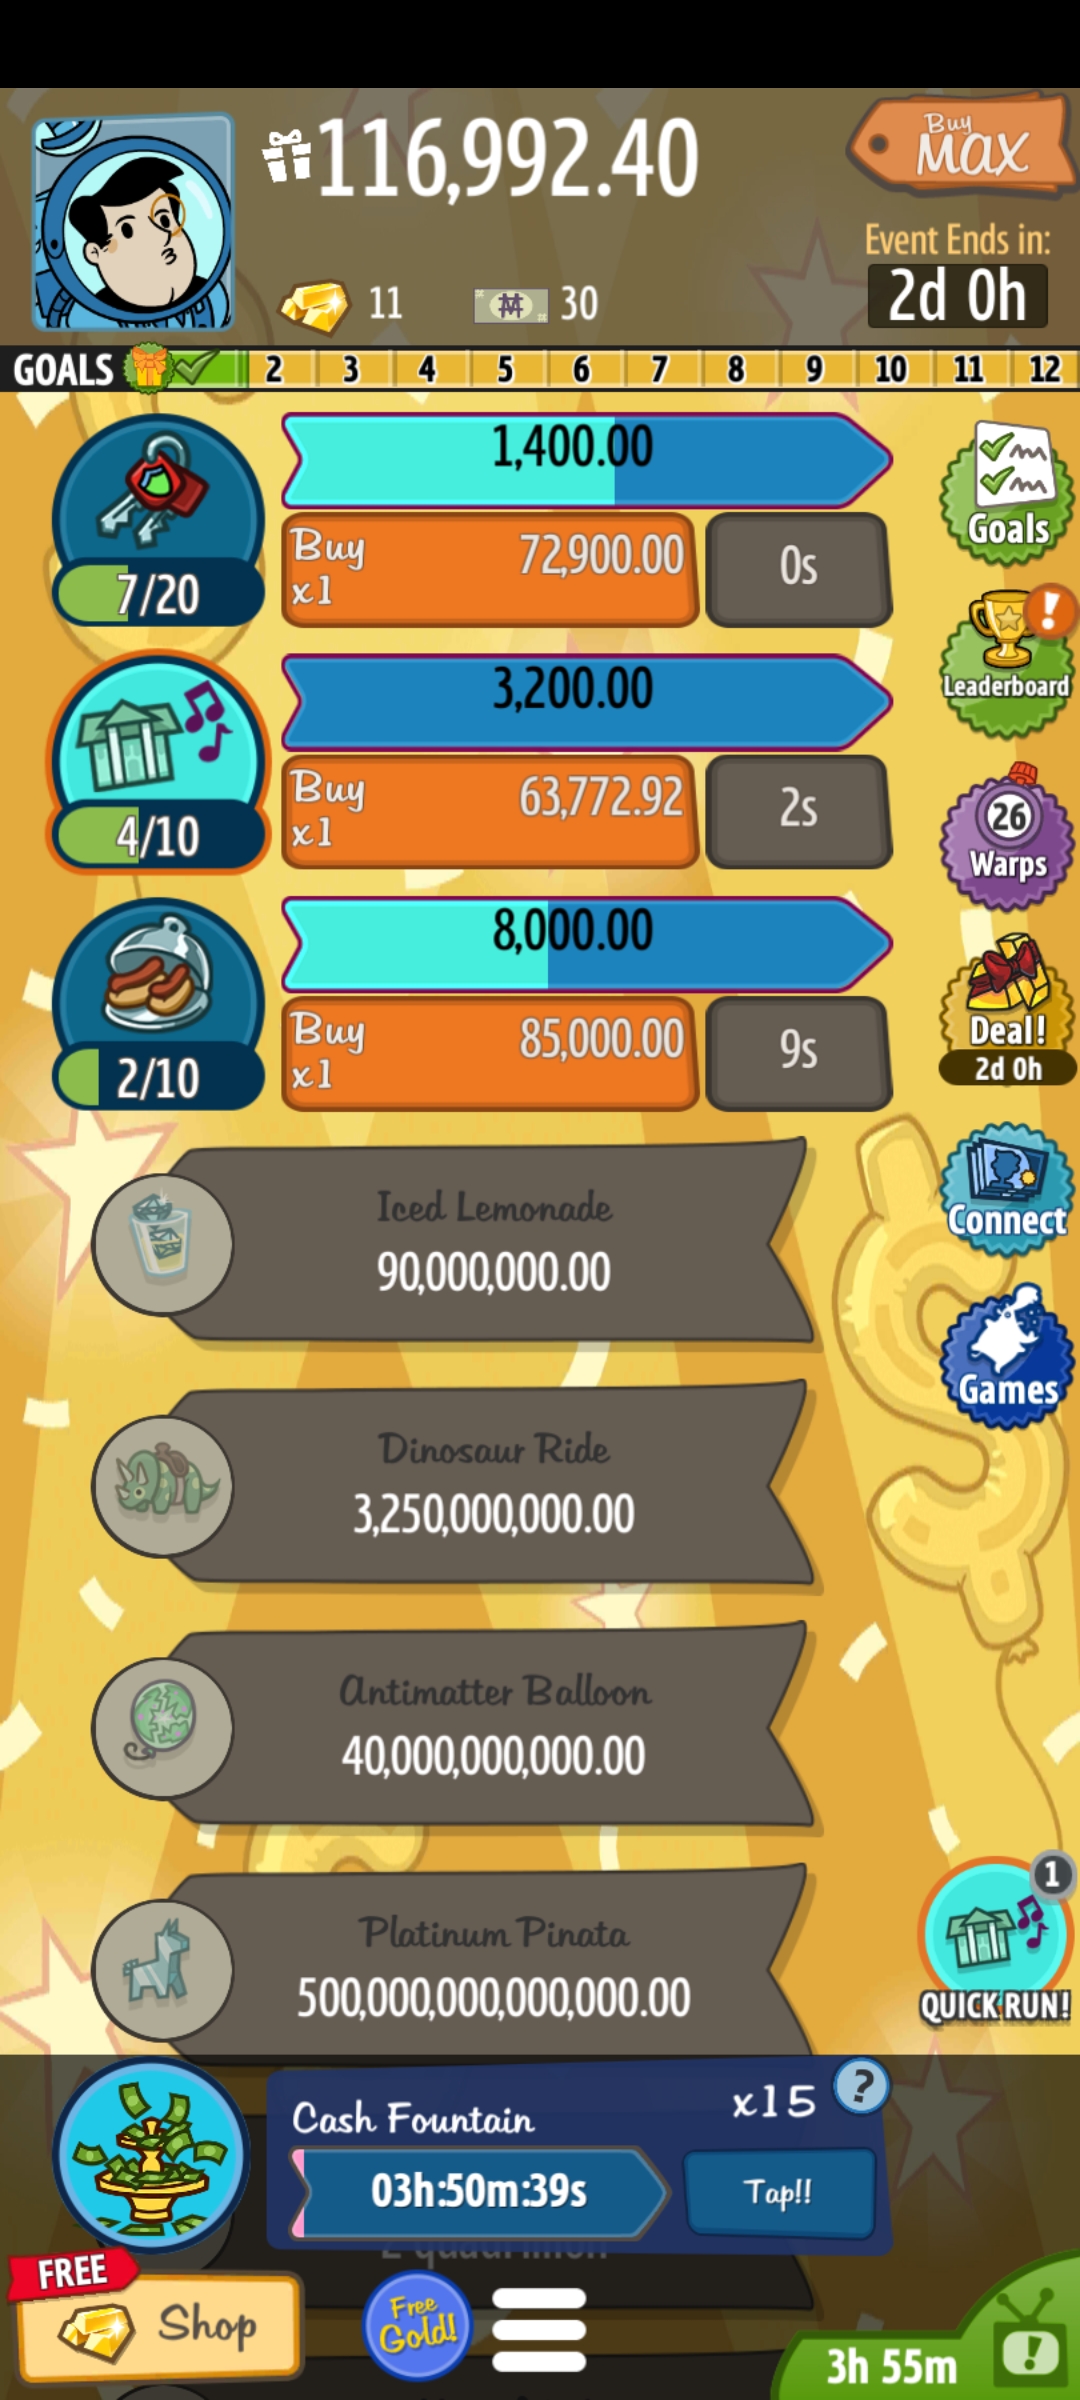 116,992.40
Buy
MAX
Event Ends in:
2d 0h
11
30
GOALS 2 3 4 5 6 7 8 9 10 11 12
1,400.00
Buy
x1
72,900.00
0s
7/20
Goals
3,200.00
Buy
x1
63,772.92
2s
4/10
Leaderboard
26
Warps
8,000.00
Buy
x1
85,000.00
9s
2/10
Deal!
2d 0h
Iced Lemonade
90,000,000.00
Connect
Dinosaur Ride
3,250,000,000.00
Games
Antimatter Balloon
40,000,000,000.00
Platinum Pinata
500,000,000,000,000.00
1
QUICK RUN!
Cash Fountain
x15
?
03h:50m:39s
Tap!!
FREE
Shop
Free
Gold!
3h 55m